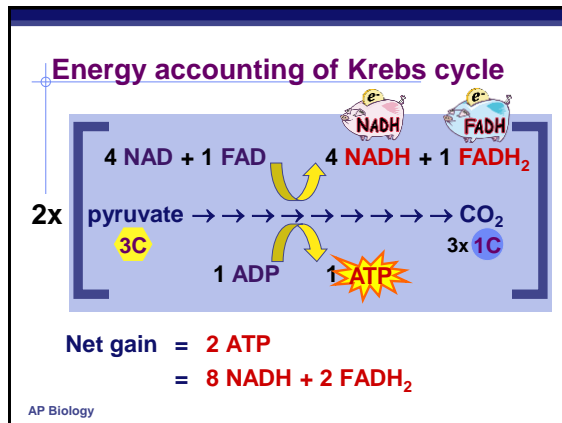 Energy accounting of Krebs cycle
e- e-
NADH FADH
4 NAD + 1 FAD 4 NADH + 1 FADH₂
2x pyruvate → → → → → → → → → CO₂
3C 3x 1C
1 ADP 1 ATP
Net gain = 2 ATP
= 8 NADH + 2 FADH₂
AP Biology